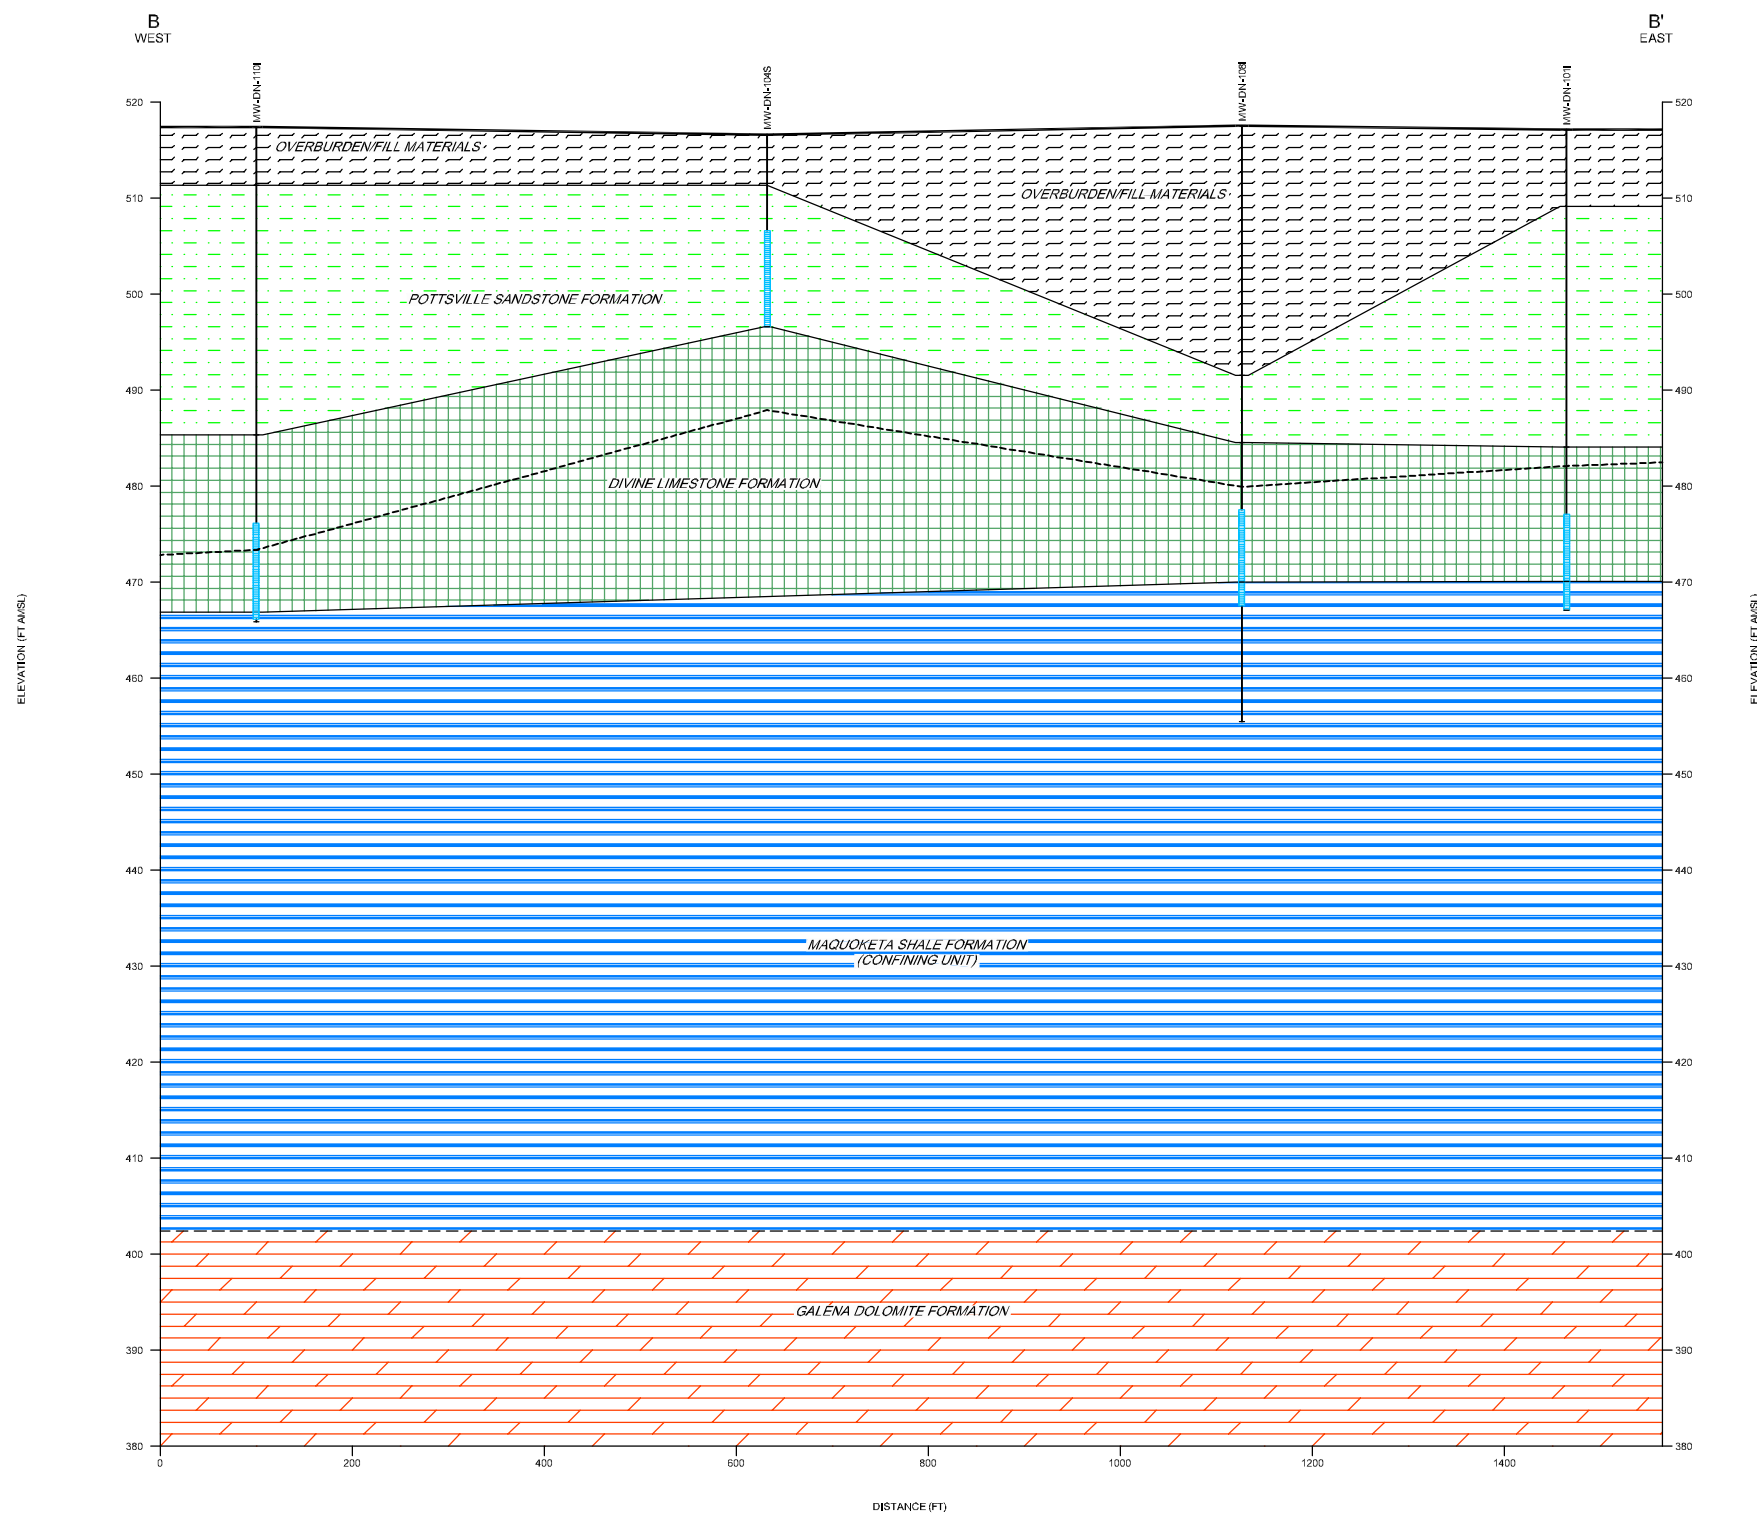 B
WEST
B'
EAST
MW-DN-110I
MW-DN-104S
MW-DN-108I
MW-DN-101I
520
520
OVERBURDEN/FILL MATERIALS
OVERBURDEN/FILL MATERIALS
510
510
POTTSVILLE SANDSTONE FORMATION
500
500
490
490
DIVINE LIMESTONE FORMATION
480
480
470
470
ELEVATION (FT AMSL)
ELEVATION (FT AMSL)
460
460
450
450
440
440
MAQUOKETA SHALE FORMATION
(CONFINING UNIT)
430
430
420
420
410
410
400
400
GALENA DOLOMITE FORMATION
390
390
380
380
0
200
400
600
800
1000
1200
1400
DISTANCE (FT)